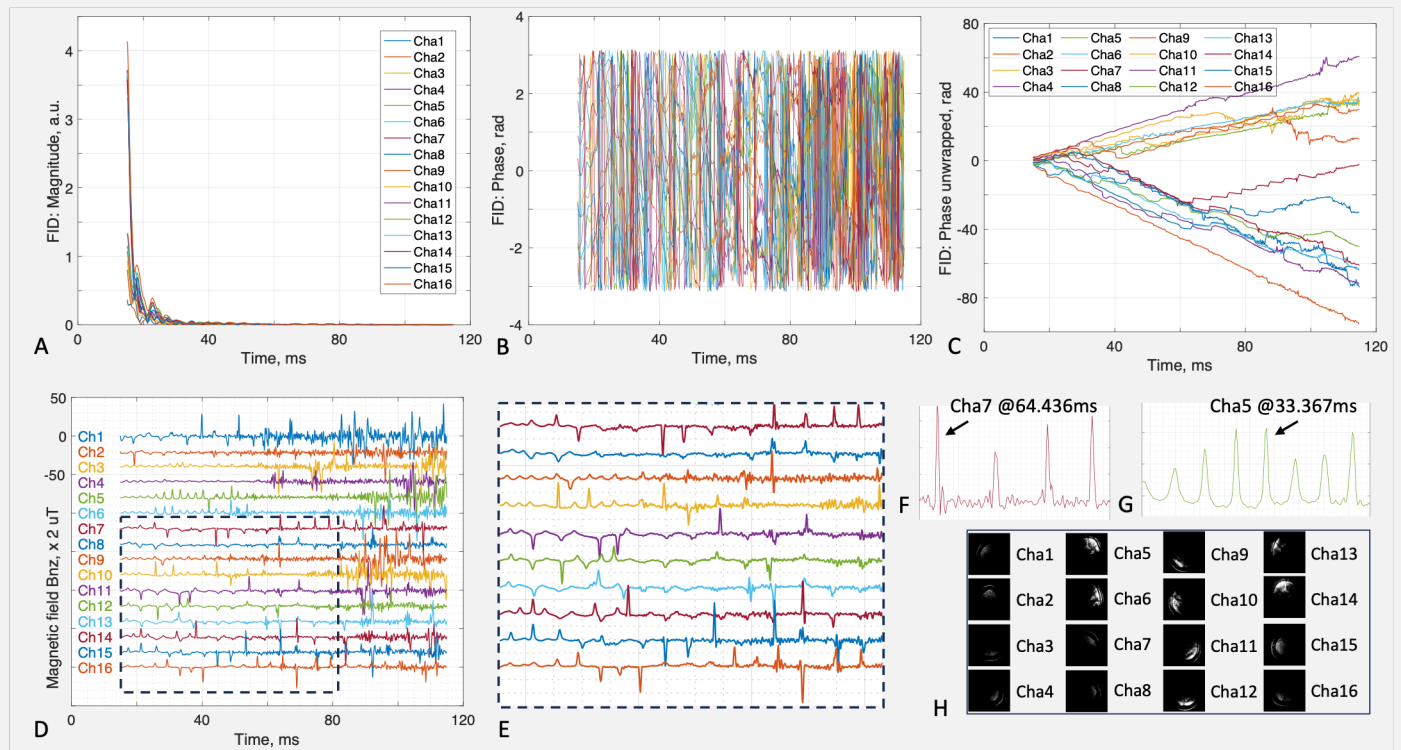 FID: Magnitude, a.u.
4
3
2
1
0
0 40 80 120
Time, ms
A
Cha1
Cha2
Cha3
Cha4
Cha5
Cha6
Cha7
Cha8
Cha9
Cha10
Cha11
Cha12
Cha13
Cha14
Cha15
Cha16
FID: Phase, rad
4
2
0
-2
-4
0 40 80 120
Time, ms
B
FID: Phase unwrapped, rad
80
40
0
-40
-80
0 40 80 120
Time, ms
C
Cha1 Cha5 Cha9 Cha13
Cha2 Cha6 Cha10 Cha14
Cha3 Cha7 Cha11 Cha15
Cha4 Cha8 Cha12 Cha16
Magnetic field Bnz, x 2 uT
50
0
-50
Ch1
Ch2
Ch3
Ch4
Ch5
Ch6
Ch7
Ch8
Ch9
Ch10
Ch11
Ch12
Ch13
Ch14
Ch15
Ch16
0 40 80 120
Time, ms
D
E
Cha7 @64.436ms
F
Cha5 @33.367ms
G
Cha1 Cha5 Cha9 Cha13
Cha2 Cha6 Cha10 Cha14
Cha3 Cha7 Cha11 Cha15
Cha4 Cha8 Cha12 Cha16
H